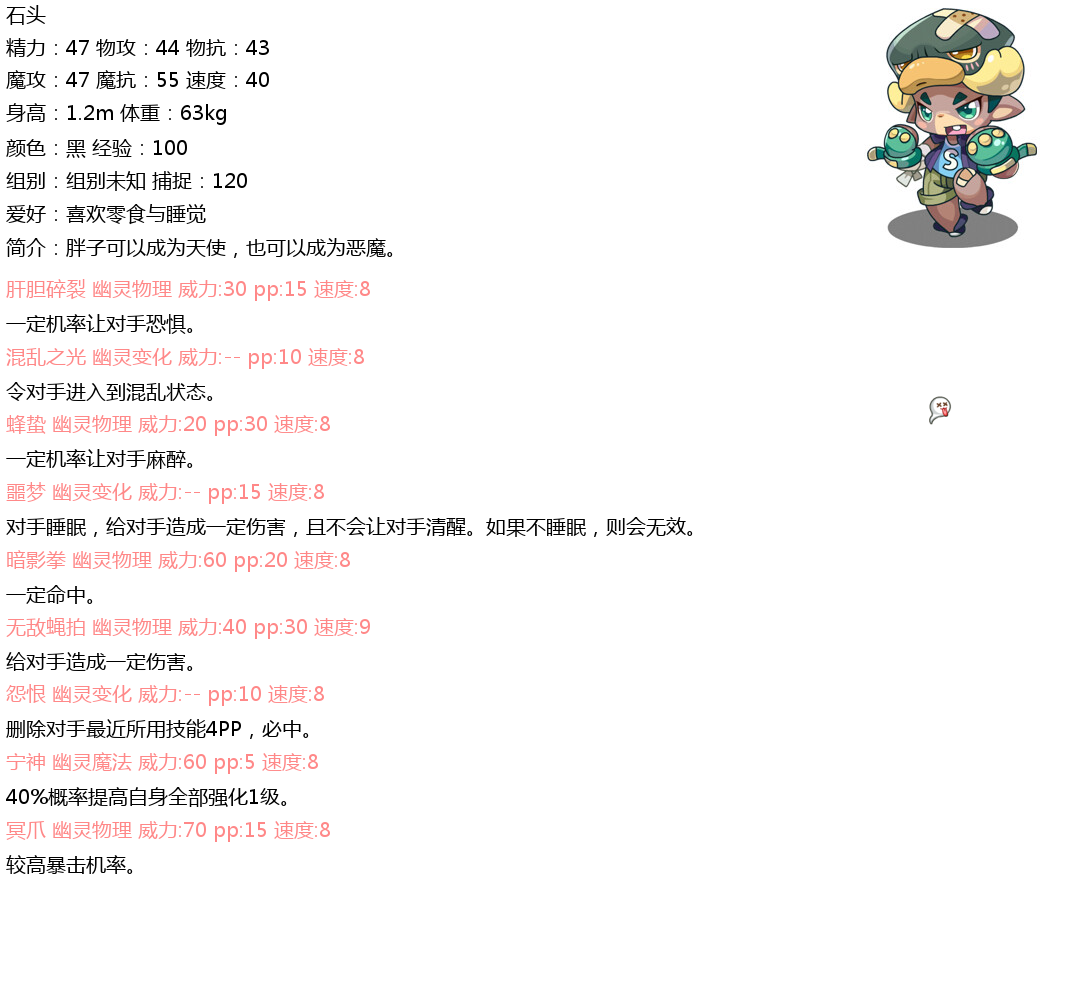 石头
精力：47 物攻：44 物抗：43
魔攻：47 魔抗：55 速度：40
身高：1.2m 体重：63kg
颜色：黑 经验：100
组别：组别未知 捕捉：120
爱好：喜欢零食与睡觉
简介：胖子可以成为天使，也可以成为恶魔。
肝胆碎裂 幽灵物理 威力:30 pp:15 速度:8
一定机率让对手恐惧。
混乱之光 幽灵变化 威力:-- pp:10 速度:8
令对手进入到混乱状态。
蜂蛰 幽灵物理 威力:20 pp:30 速度:8
一定机率让对手麻醉。
噩梦 幽灵变化 威力:-- pp:15 速度:8
对手睡眠，给对手造成一定伤害，且不会让对手清醒。如果不睡眠，则会无效。
暗影拳 幽灵物理 威力:60 pp:20 速度:8
一定命中。
无敌蝇拍 幽灵物理 威力:40 pp:30 速度:9
给对手造成一定伤害。
怨恨 幽灵变化 威力:-- pp:10 速度:8
删除对手最近所用技能4PP，必中。
宁神 幽灵魔法 威力:60 pp:5 速度:8
40%概率提高自身全部强化1级。
冥爪 幽灵物理 威力:70 pp:15 速度:8
较高暴击机率。
S